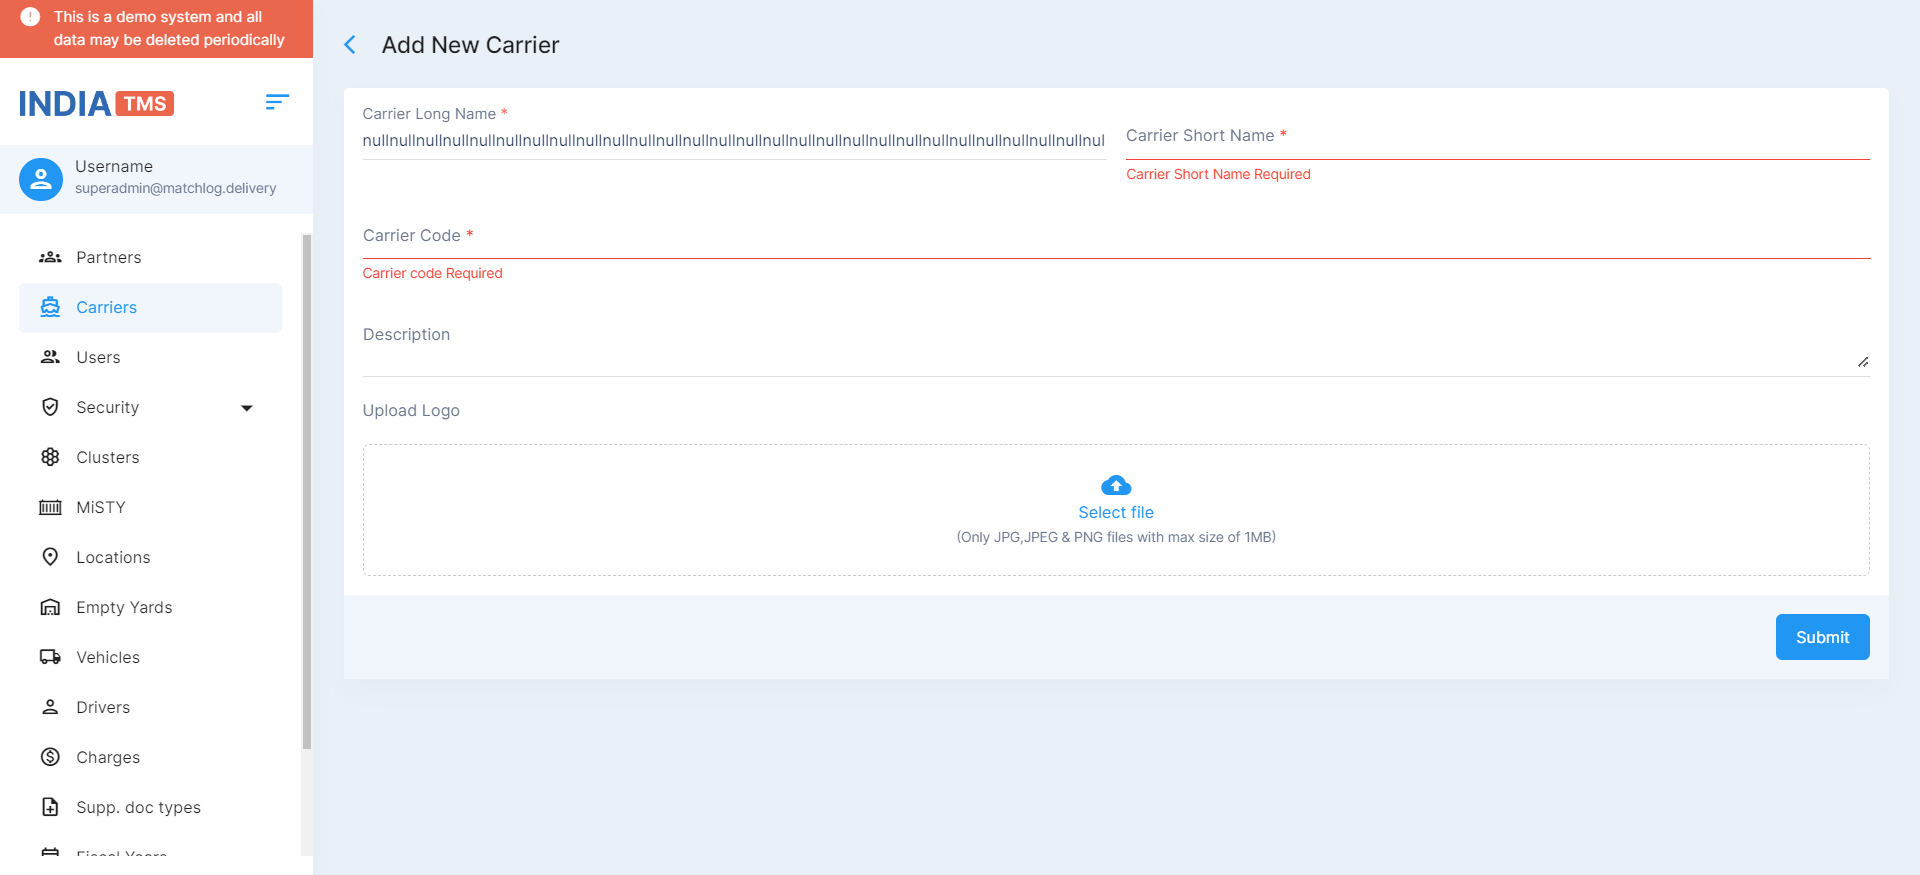 This is a demo system and all
data may be deleted periodically
INDIA TMS
Username
superadmin@matchlog.delivery
Partners
Carriers
Users
Security
Clusters
MiSTY
Locations
Empty Yards
Vehicles
Drivers
Charges
Supp. doc types
Fiscal Years
Add New Carrier
Carrier Long Name *
nullnullnullnullnullnullnullnullnullnullnullnullnullnullnullnullnullnullnullnullnullnullnullnullnullnullnullnul
Carrier Short Name *
Carrier Short Name Required
Carrier Code *
Carrier code Required
Description
Upload Logo
Select file
(Only JPG,JPEG & PNG files with max size of 1MB)
Submit